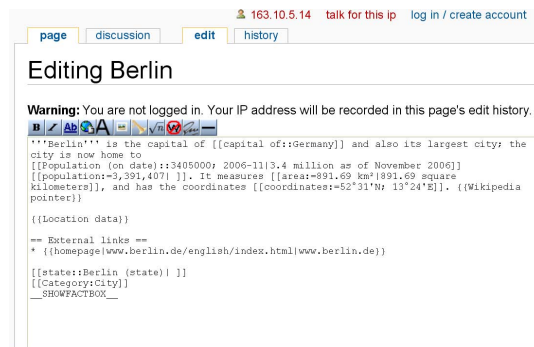 163.10.5.14 talk for this ip log in / create account
page discussion edit history
Editing Berlin
Warning: You are not logged in. Your IP address will be recorded in this page's edit history.
B I Ab A √n W
'''Berlin''' is the capital of [[capital of::Germany]] and also its largest city; the
city is now home to
[[Population (on date)::3405000; 2006-11|3.4 million as of November 2006]]
[[population:=3,391,407| ]]. It measures [[area:=891.69 km²|891.69 square
kilometers]], and has the coordinates [[coordinates:=52°31'N; 13°24'E]]. {{Wikipedia
pointer}}
{{Location data}}
== External links ==
* {{homepage|www.berlin.de/english/index.html|www.berlin.de}}
[[state::Berlin (state)| ]]
[[Category:City]]
__SHOWFACTBOX__